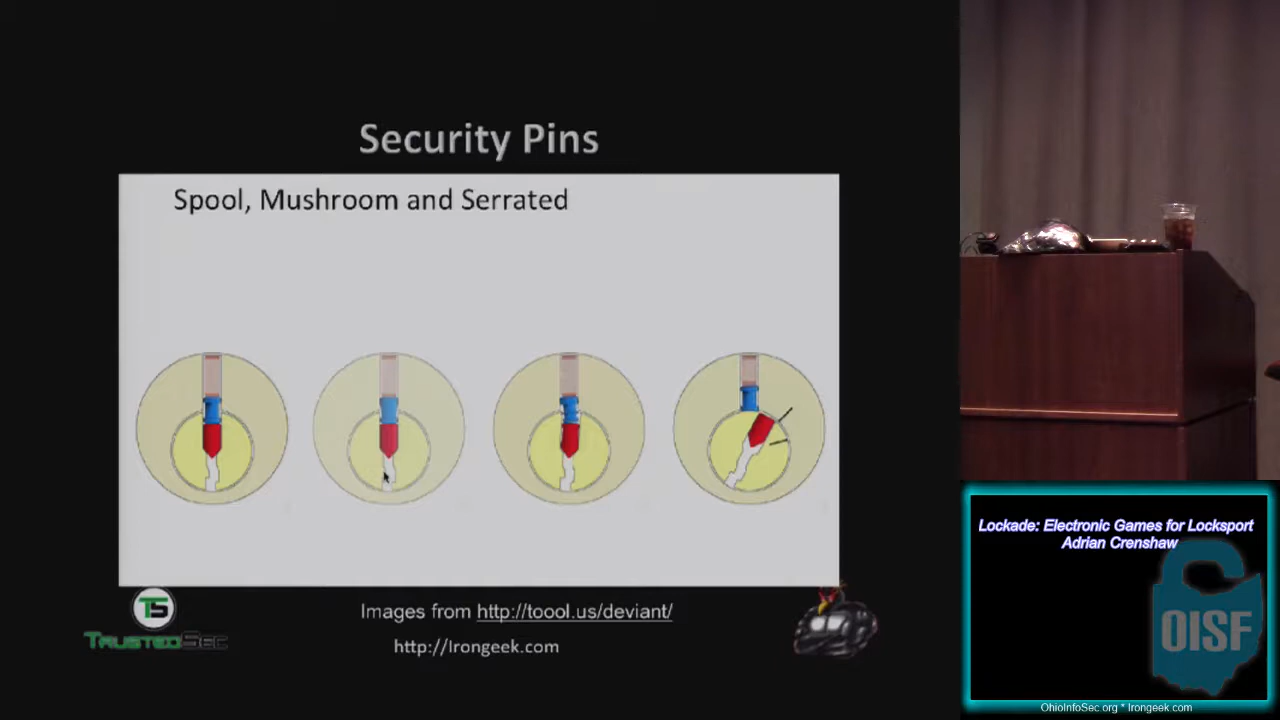 Security Pins
Spool, Mushroom and Serrated
Images from http://toool.us/deviant/
http://Irongeek.com
TS
TRUSTEDSEC
Lockade: Electronic Games for Locksport
Adrian Crenshaw
OISF
OhioInfoSec.org * Irongeek.com